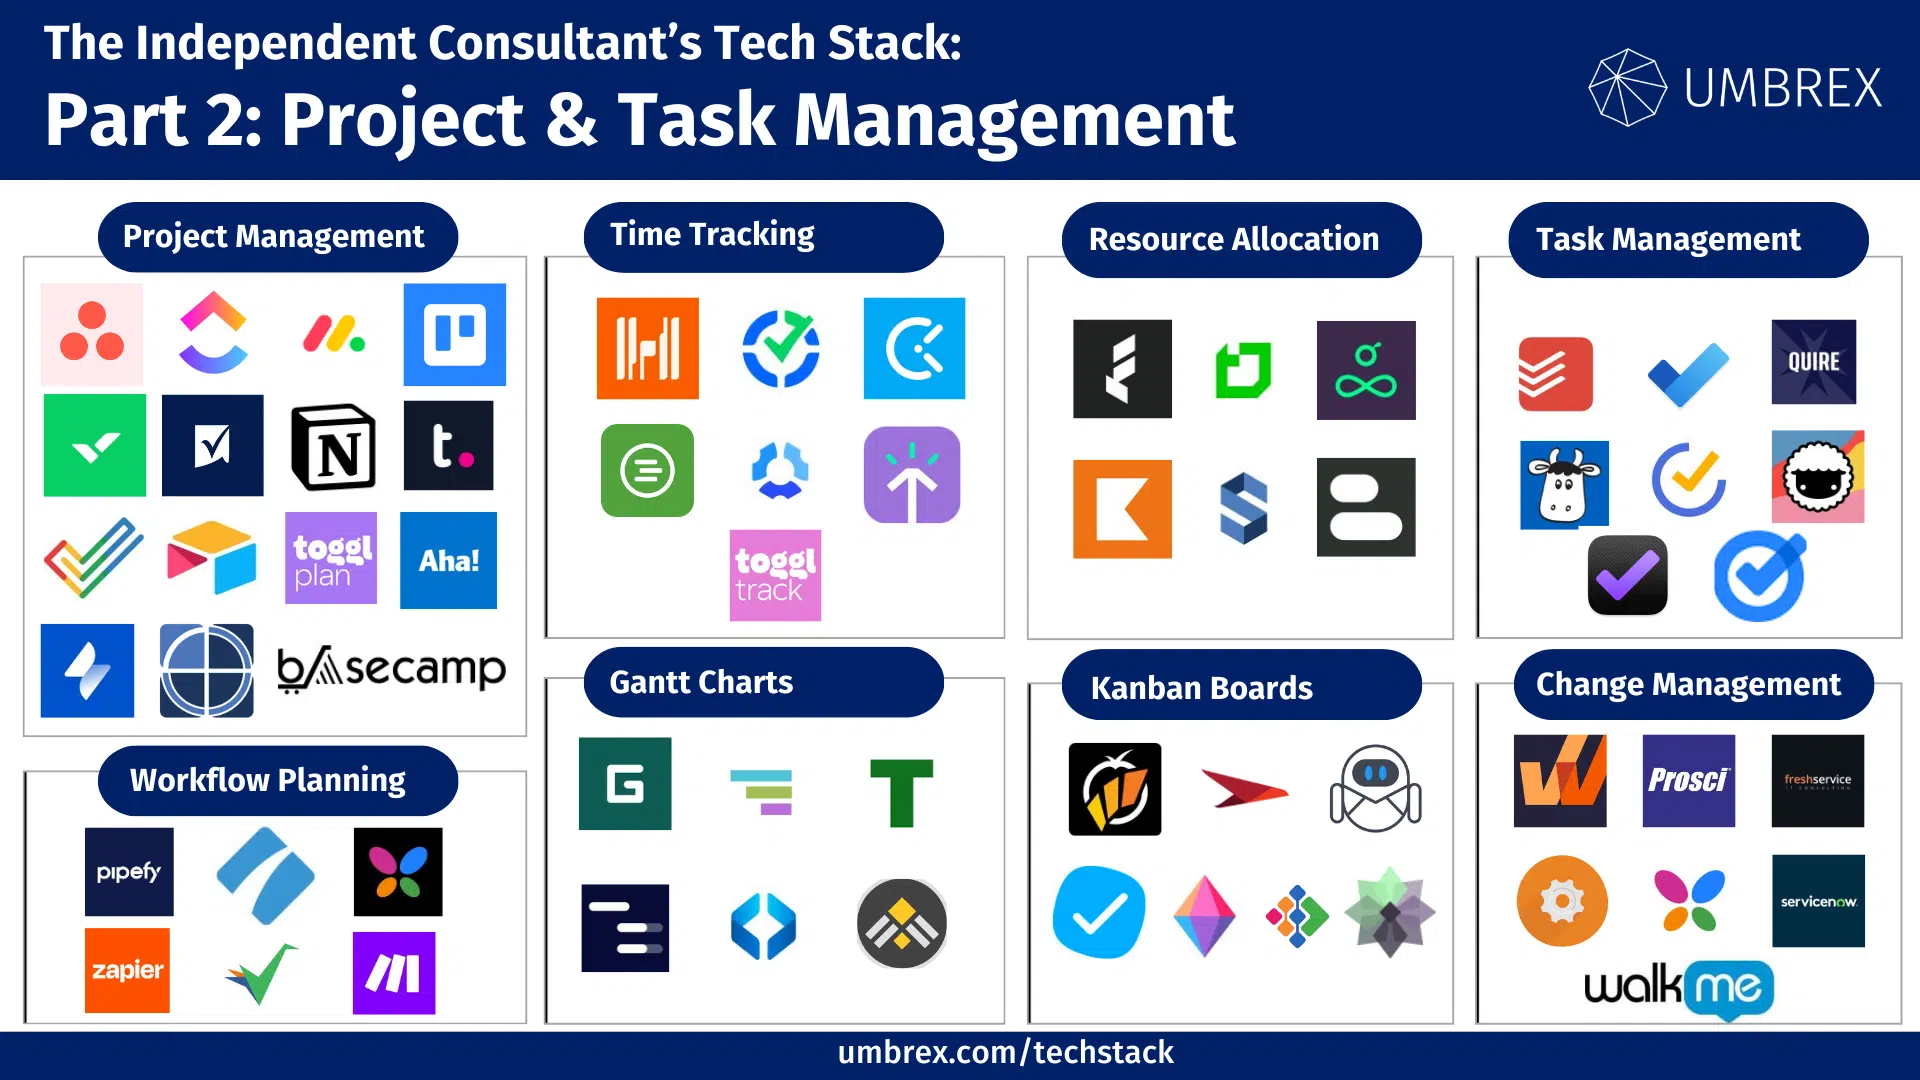 The Independent Consultant’s Tech Stack:
Part 2: Project & Task Management
UMBREX
Project Management
N
t.
toggl
plan
Aha!
basecamp
Time Tracking
toggl
track
Resource Allocation
Task Management
QUIRE
Workflow Planning
pipefy
zapier
Gantt Charts
G
T
Kanban Boards
Change Management
Prosci
freshservice
IT CONSULTING
servicenow
walkme
umbrex.com/techstack